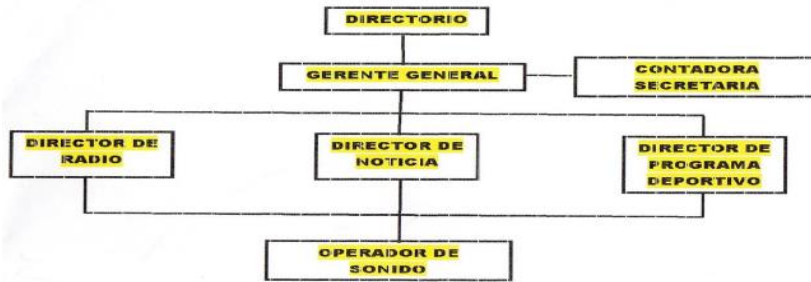 DIRECTORIO
GERENTE GENERAL
CONTADORA
SECRETARIA
DIRECTOR DE
RADIO
DIRECTOR DE
NOTICIA
DIRECTOR DE
PROGRAMA
DEPORTIVO
OPERADOR DE
SONIDO